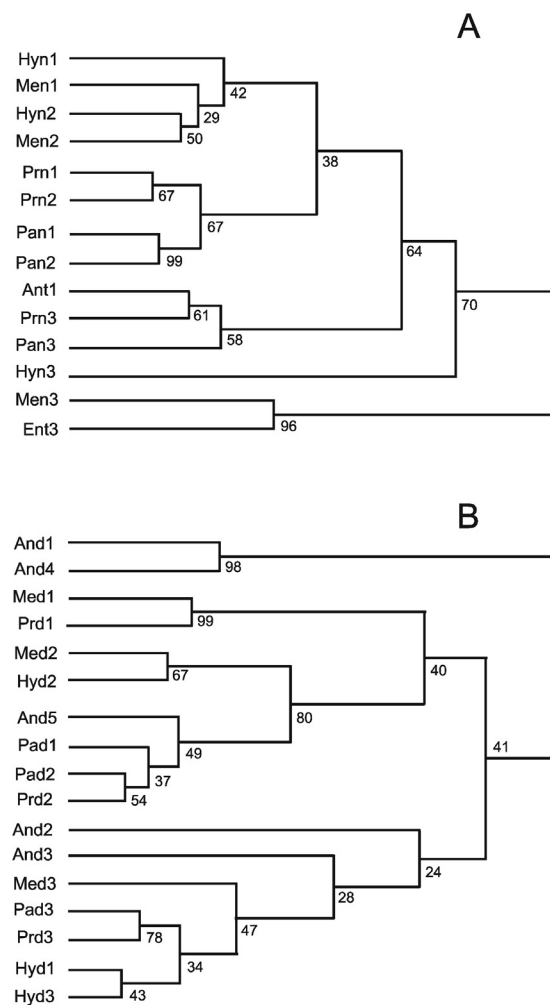 A
Hyn1
42
Men1
29
Hyn2
50
Men2
38
Prn1
67
Prn2
67
Pan1
99
Pan2
64
Ant1
61
Prn3
58
Pan3
70
Hyn3
Men3
96
Ent3
B
And1
98
And4
Med1
99
Prd1
40
Med2
67
Hyd2
80
And5
49
Pad1
37
Pad2
54
Prd2
41
And2
24
And3
28
Med3
47
Pad3
78
Prd3
34
Hyd1
43
Hyd3